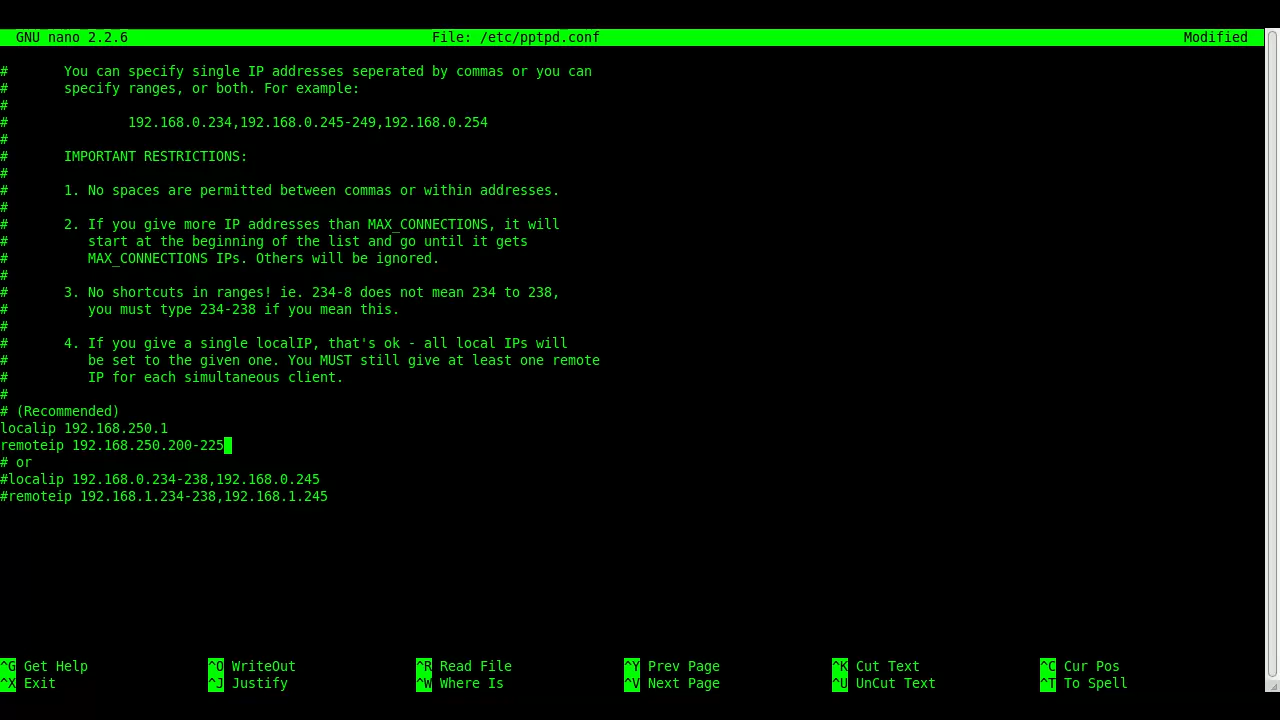 GNU nano 2.2.6 File: /etc/pptpd.conf Modified
# You can specify single IP addresses seperated by commas or you can
# specify ranges, or both. For example:
#
# 192.168.0.234,192.168.0.245-249,192.168.0.254
#
# IMPORTANT RESTRICTIONS:
#
# 1. No spaces are permitted between commas or within addresses.
#
# 2. If you give more IP addresses than MAX_CONNECTIONS, it will
# start at the beginning of the list and go until it gets
# MAX_CONNECTIONS IPs. Others will be ignored.
#
# 3. No shortcuts in ranges! ie. 234-8 does not mean 234 to 238,
# you must type 234-238 if you mean this.
#
# 4. If you give a single localIP, that's ok - all local IPs will
# be set to the given one. You MUST still give at least one remote
# IP for each simultaneous client.
#
# (Recommended)
localip 192.168.250.1
remoteip 192.168.250.200-225
# or
#localip 192.168.0.234-238,192.168.0.245
#remoteip 192.168.1.234-238,192.168.1.245
^G Get Help ^O WriteOut ^R Read File ^Y Prev Page ^K Cut Text ^C Cur Pos
^X Exit ^J Justify ^W Where Is ^V Next Page ^U UnCut Text ^T To Spell